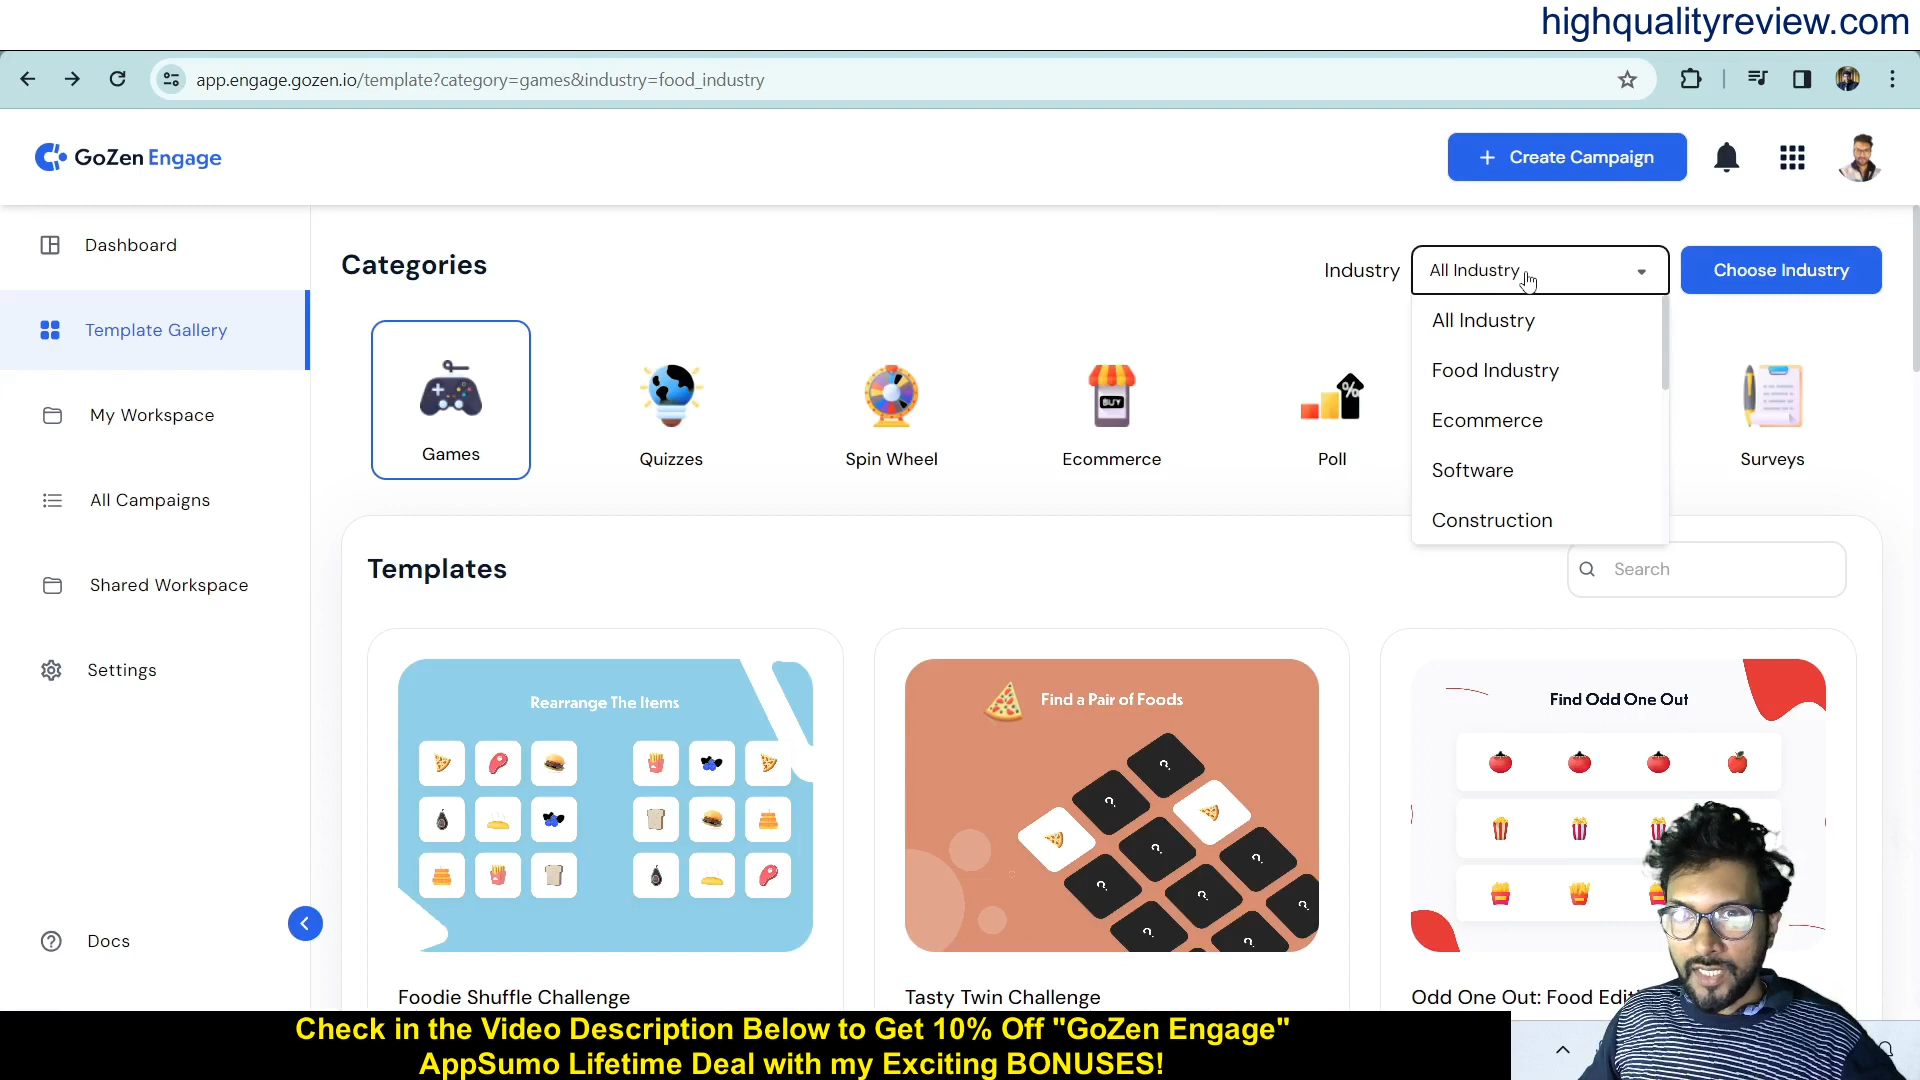 highqualityreview.com
app.engage.gozen.io/template?category=games&industry=food_industry
GoZen Engage
+ Create Campaign
Dashboard
Template Gallery
My Workspace
All Campaigns
Shared Workspace
Settings
Docs
Categories
Industry
All Industry
Choose Industry
All Industry
Food Industry
Ecommerce
Software
Construction
Games
Quizzes
Spin Wheel
BUY
Ecommerce
%
Poll
Surveys
Templates
Search
Rearrange The Items
Find a Pair of Foods
Find Odd One Out
Foodie Shuffle Challenge
Tasty Twin Challenge
Odd One Out: Food
Check in the Video Description Below to Get 10% Off "GoZen Engage"
AppSumo Lifetime Deal with my Exciting BONUSES!